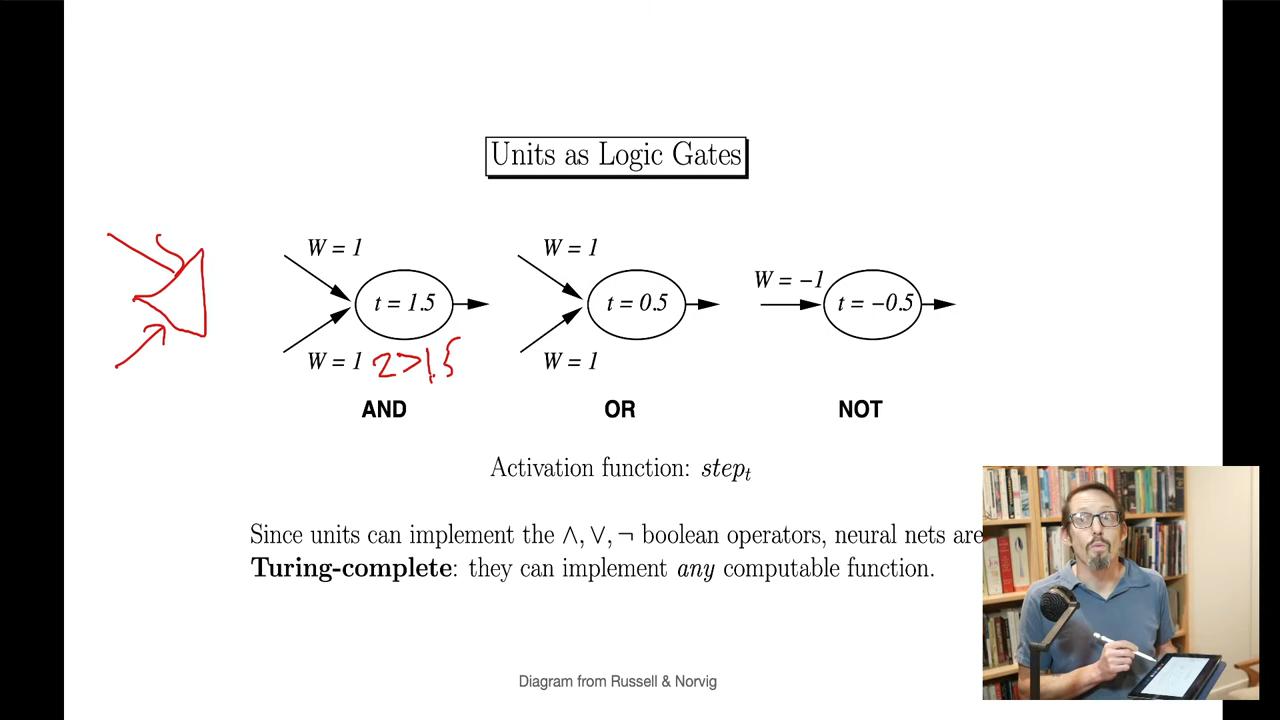 Units as Logic Gates
W = 1 W = 1 W = −1
t = 1.5 t = 0.5 t = −0.5
W = 1 2>1.5 W = 1
AND OR NOT
Activation function: stepₜ
Since units can implement the ∧, ∨, ¬ boolean operators, neural nets are
Turing-complete: they can implement any computable function.
Diagram from Russell & Norvig